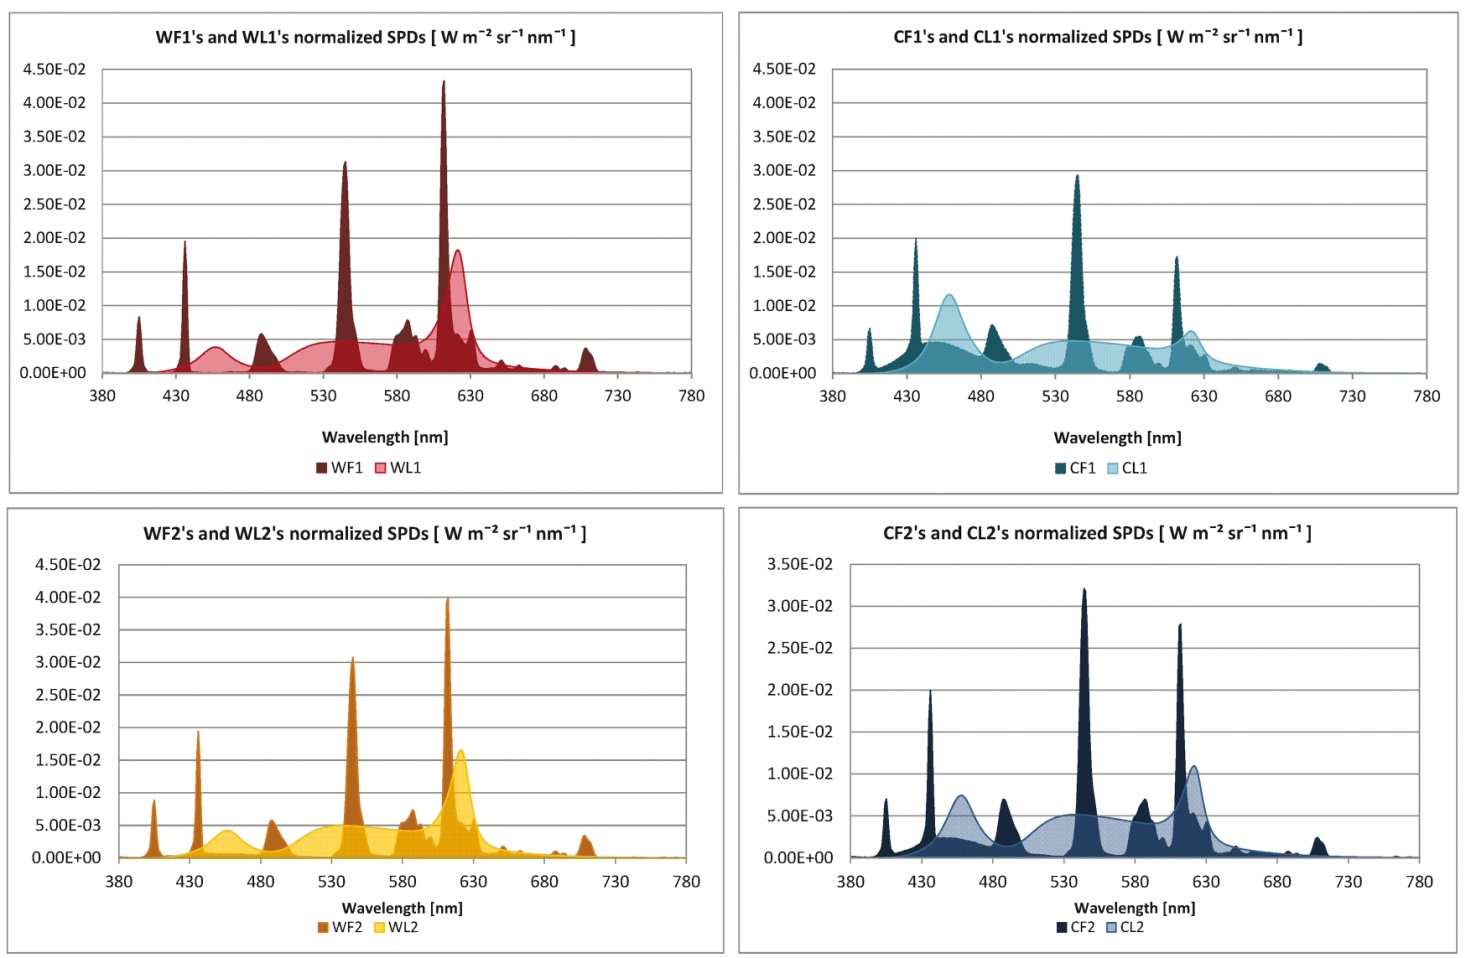 WF1's and WL1's normalized SPDs [ W m⁻² sr⁻¹ nm⁻¹ ]
4.50E-02
4.00E-02
3.50E-02
3.00E-02
2.50E-02
2.00E-02
1.50E-02
1.00E-02
5.00E-03
0.00E+00
380 430 480 530 580 630 680 730 780
Wavelength [nm]
WF1 WL1
CF1's and CL1's normalized SPDs [ W m⁻² sr⁻¹ nm⁻¹ ]
4.50E-02
4.00E-02
3.50E-02
3.00E-02
2.50E-02
2.00E-02
1.50E-02
1.00E-02
5.00E-03
0.00E+00
380 430 480 530 580 630 680 730 780
Wavelength [nm]
CF1 CL1
WF2's and WL2's normalized SPDs [ W m⁻² sr⁻¹ nm⁻¹ ]
4.50E-02
4.00E-02
3.50E-02
3.00E-02
2.50E-02
2.00E-02
1.50E-02
1.00E-02
5.00E-03
0.00E+00
380 430 480 530 580 630 680 730 780
Wavelength [nm]
WF2 WL2
CF2's and CL2's normalized SPDs [ W m⁻² sr⁻¹ nm⁻¹ ]
3.50E-02
3.00E-02
2.50E-02
2.00E-02
1.50E-02
1.00E-02
5.00E-03
0.00E+00
380 430 480 530 580 630 680 730 780
Wavelength [nm]
CF2 CL2